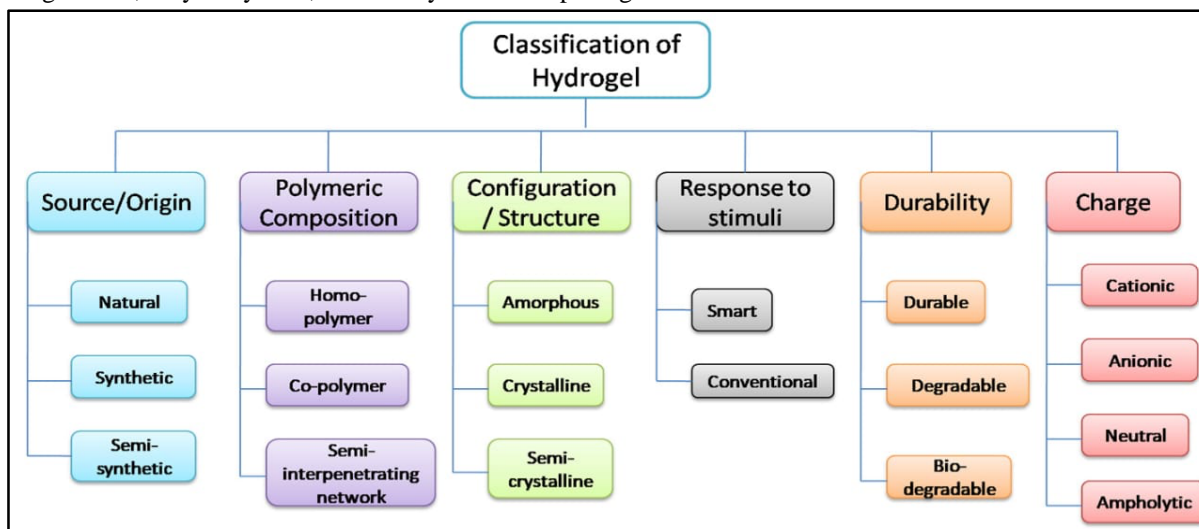 Classification of
Hydrogel
Source/Origin
Natural
Synthetic
Semi-
synthetic
Polymeric
Composition
Homo-
polymer
Co-polymer
Semi-
interpenetrating
network
Configuration
/ Structure
Amorphous
Crystalline
Semi-
crystalline
Response to
stimuli
Smart
Conventional
Durability
Durable
Degradable
Bio-
degradable
Charge
Cationic
Anionic
Neutral
Ampholytic